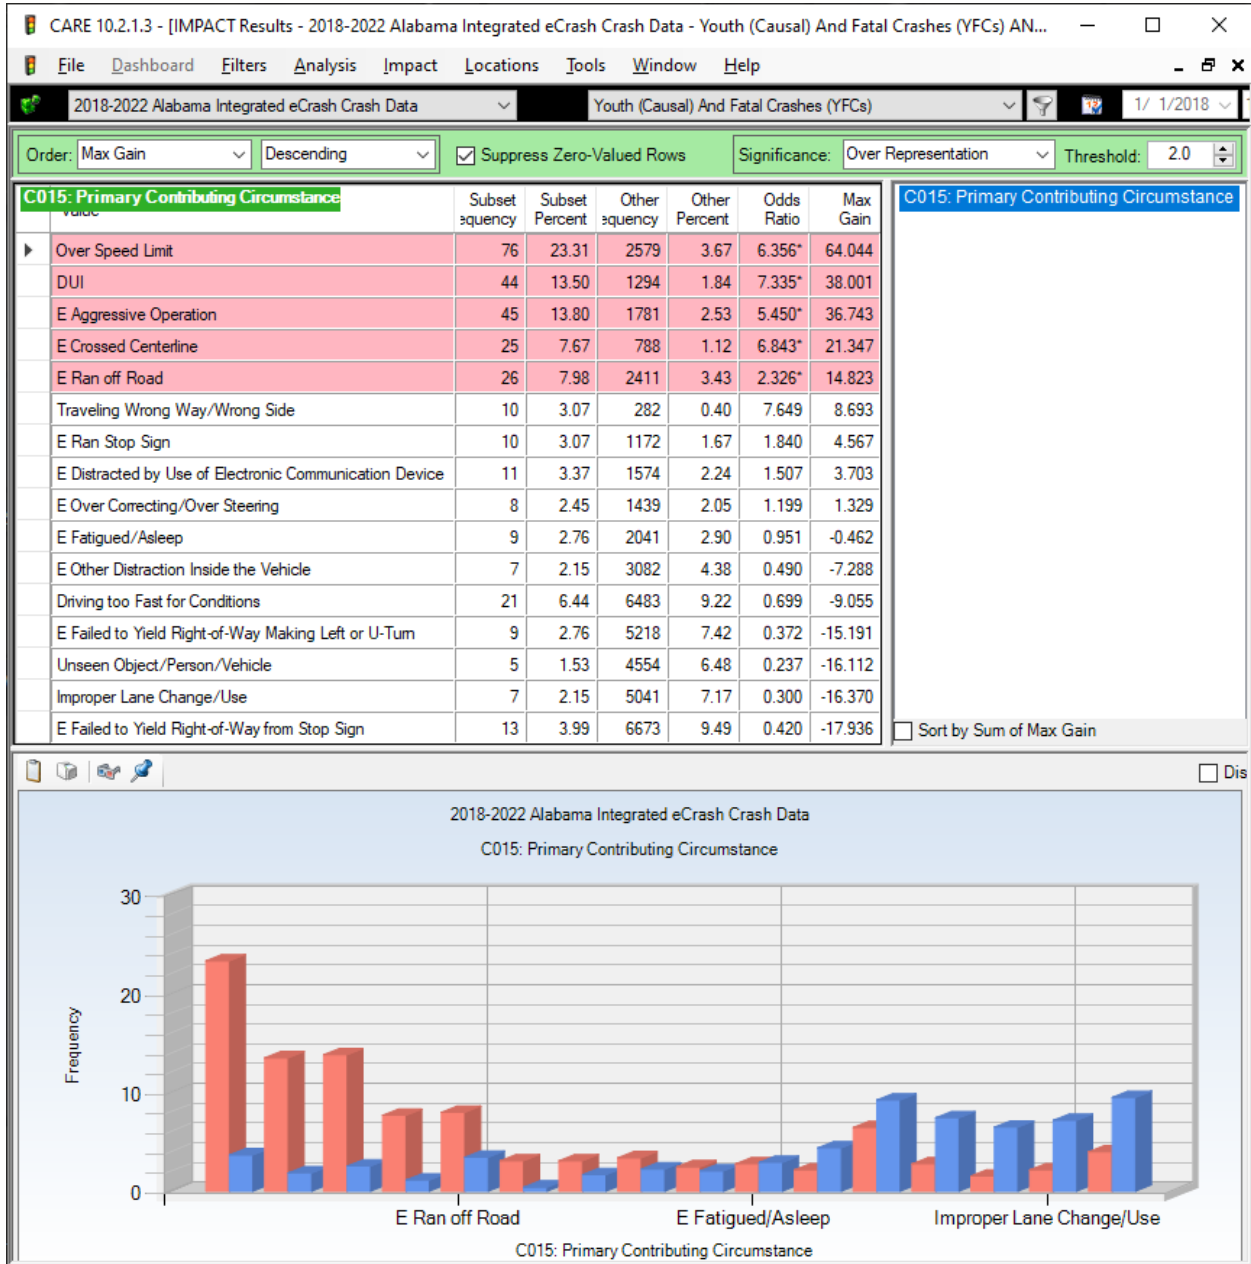 CARE 10.2.1.3 - [IMPACT Results - 2018-2022 Alabama Integrated eCrash Crash Data - Youth (Causal) And Fatal Crashes (YFCs) AN...
File Dashboard Filters Analysis Impact Locations Tools Window Help
2018-2022 Alabama Integrated eCrash Crash Data Youth (Causal) And Fatal Crashes (YFCs) 1/ 1/2018
Order: Max Gain Descending Suppress Zero-Valued Rows Significance: Over Representation Threshold: 2.0
C015: Primary Contributing Circumstance Subset Subset Other Other Odds Max C015: Primary Contributing Circumstance
equency Percent equency Percent Ratio Gain
Over Speed Limit 76 23.31 2579 3.67 6.356* 64.044
DUI 44 13.50 1294 1.84 7.335* 38.001
E Aggressive Operation 45 13.80 1781 2.53 5.450* 36.743
E Crossed Centerline 25 7.67 788 1.12 6.843* 21.347
E Ran off Road 26 7.98 2411 3.43 2.326* 14.823
Traveling Wrong Way/Wrong Side 10 3.07 282 0.40 7.649 8.693
E Ran Stop Sign 10 3.07 1172 1.67 1.840 4.567
E Distracted by Use of Electronic Communication Device 11 3.37 1574 2.24 1.507 3.703
E Over Correcting/Over Steering 8 2.45 1439 2.05 1.199 1.329
E Fatigued/Asleep 9 2.76 2041 2.90 0.951 -0.462
E Other Distraction Inside the Vehicle 7 2.15 3082 4.38 0.490 -7.288
Driving too Fast for Conditions 21 6.44 6483 9.22 0.699 -9.055
E Failed to Yield Right-of-Way Making Left or U-Turn 9 2.76 5218 7.42 0.372 -15.191
Unseen Object/Person/Vehicle 5 1.53 4554 6.48 0.237 -16.112
Improper Lane Change/Use 7 2.15 5041 7.17 0.300 -16.370
E Failed to Yield Right-of-Way from Stop Sign 13 3.99 6673 9.49 0.420 -17.936
Sort by Sum of Max Gain
Dis
2018-2022 Alabama Integrated eCrash Crash Data
C015: Primary Contributing Circumstance
30
20
10
0
Frequency
E Ran off Road E Fatigued/Asleep Improper Lane Change/Use
C015: Primary Contributing Circumstance